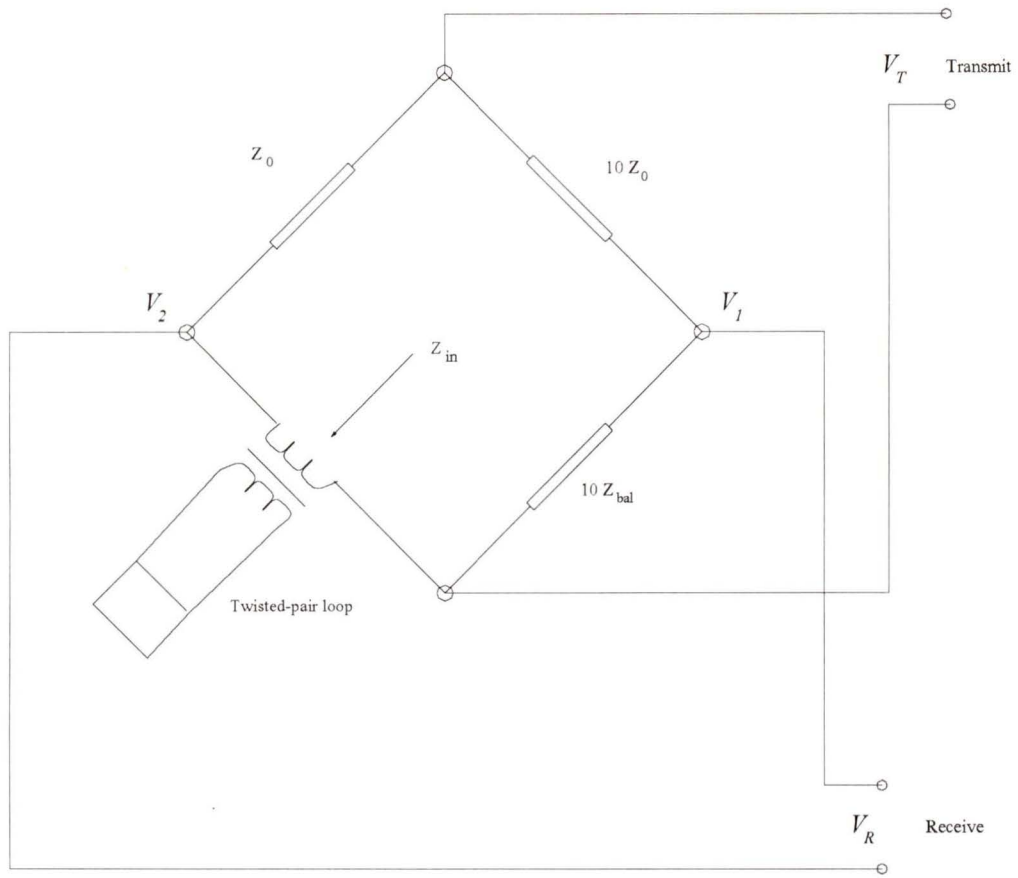 V_T Transmit
Z_0
10 Z_0
V_2
V_1
Z_in
10 Z_bal
Twisted-pair loop
V_R Receive